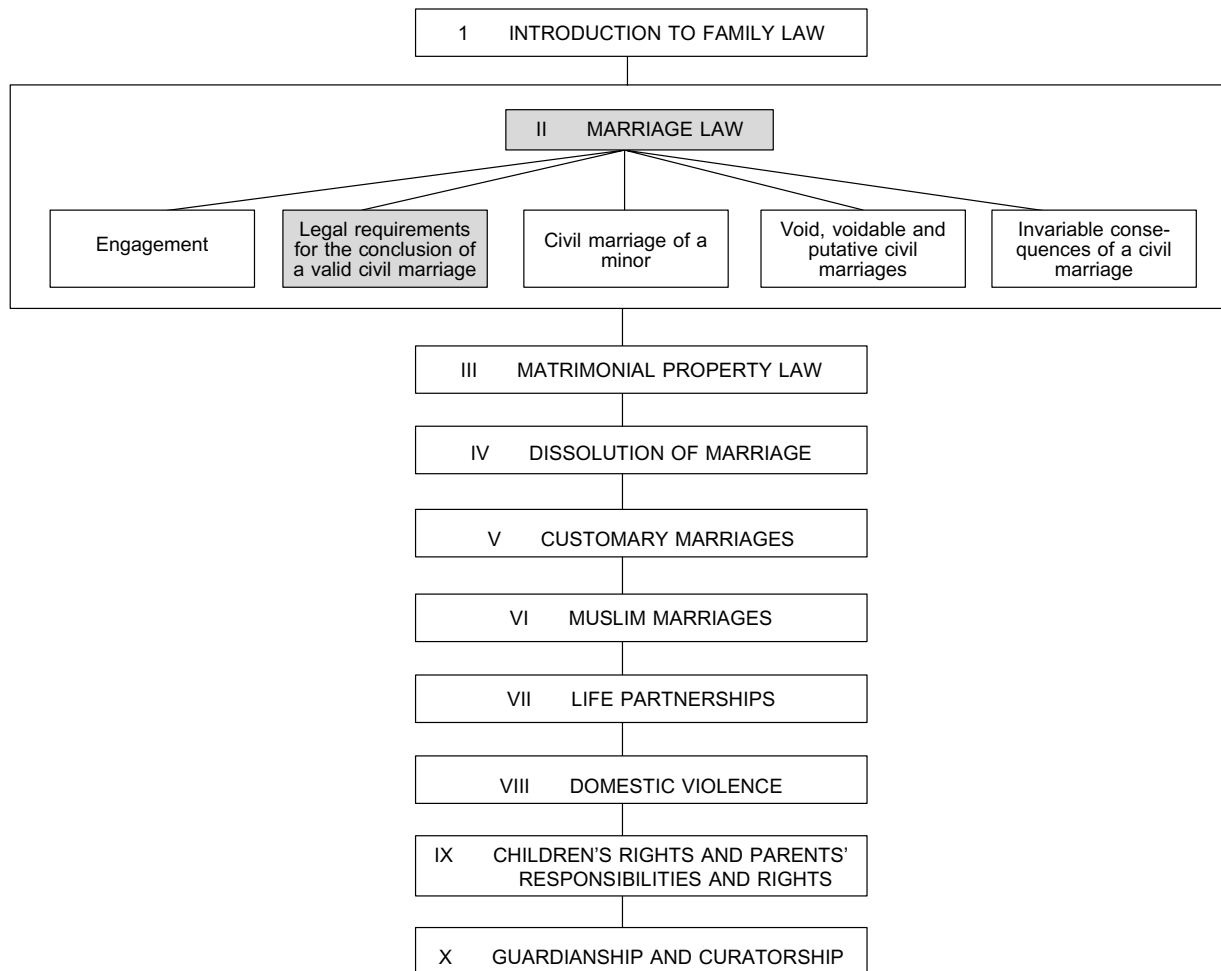 1 INTRODUCTION TO FAMILY LAW
II MARRIAGE LAW
Engagement
Legal requirements
for the conclusion of
a valid civil marriage
Civil marriage of a
minor
Void, voidable and
putative civil
marriages
Invariable conse-
quences of a civil
marriage
III MATRIMONIAL PROPERTY LAW
IV DISSOLUTION OF MARRIAGE
V CUSTOMARY MARRIAGES
VI MUSLIM MARRIAGES
VII LIFE PARTNERSHIPS
VIII DOMESTIC VIOLENCE
IX CHILDREN’S RIGHTS AND PARENTS’
RESPONSIBILITIES AND RIGHTS
X GUARDIANSHIP AND CURATORSHIP